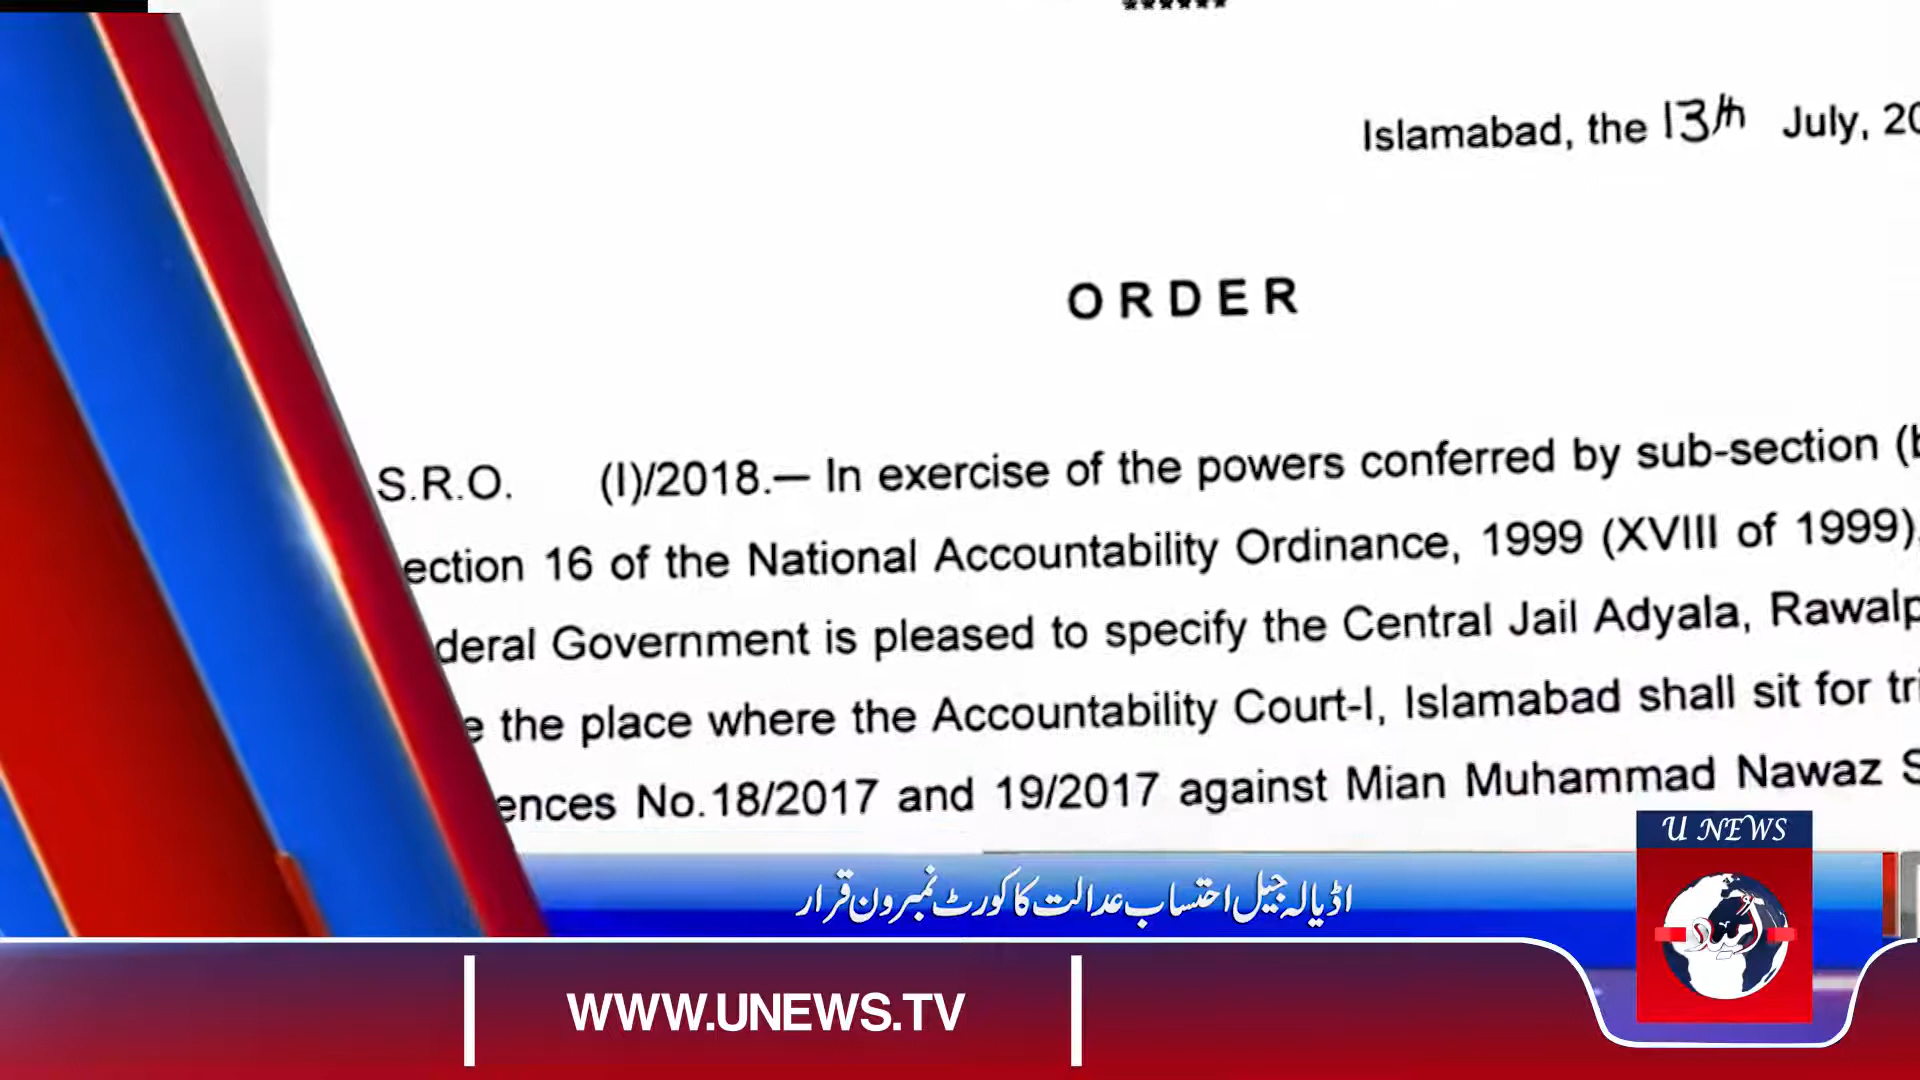 ******
Islamabad, the 13th July, 20
ORDER
S.R.O. (I)/2018.— In exercise of the powers conferred by sub-section (b
ection 16 of the National Accountability Ordinance, 1999 (XVIII of 1999),
deral Government is pleased to specify the Central Jail Adyala, Rawalp
e the place where the Accountability Court-I, Islamabad shall sit for tri
ences No.18/2017 and 19/2017 against Mian Muhammad Nawaz S
U NEWS
اڈیالہ جیل احتساب عدالت کا کورٹ نمبرون قرار
WWW.UNEWS.TV